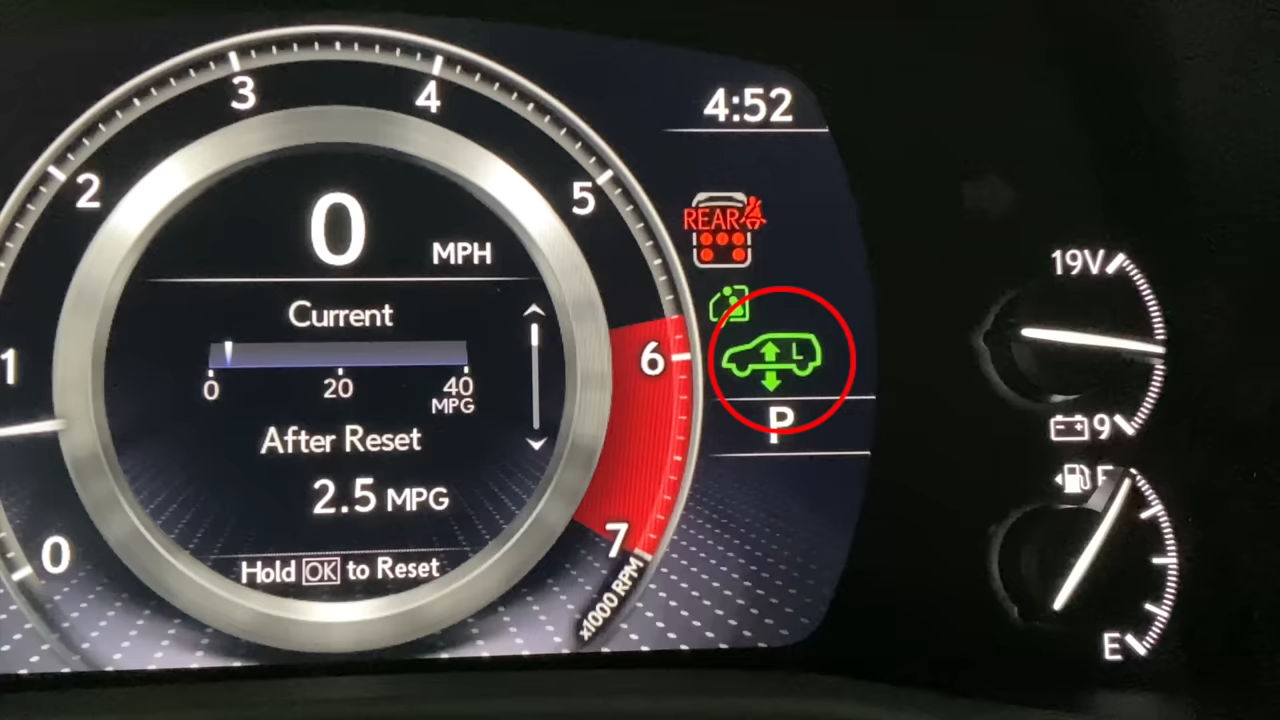 3
4
4:52
2
5
REAR
0 MPH
19V
Current
L
1
6
0
20
40
MPG
P
9
After Reset
F
2.5 MPG
7
0
Hold OK to Reset
x1000 RPM
E